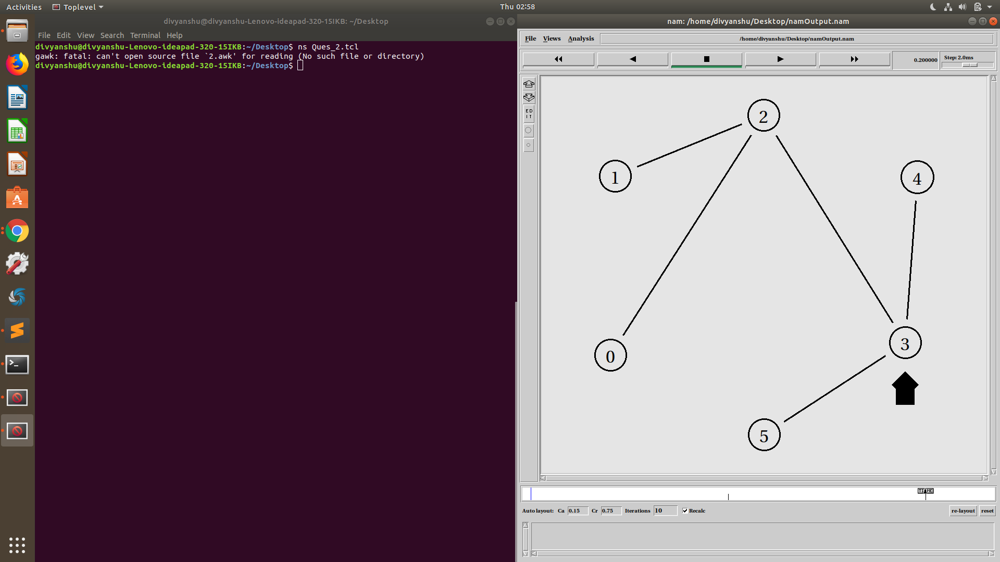 Activities Toplevel Thu 02:58
divyanshu@divyanshu-Lenovo-ideapad-320-15IKB: ~/Desktop
File Edit View Search Terminal Help
divyanshu@divyanshu-Lenovo-ideapad-320-15IKB:~/Desktop$ ns Ques_2.tcl
gawk: fatal: can't open source file `2.awk' for reading (No such file or directory)
divyanshu@divyanshu-Lenovo-ideapad-320-15IKB:~/Desktop$
nam: /home/divyanshu/Desktop/namOutput.nam
File Views Analysis /home/divyanshu/Desktop/namOutput.nam
0.200000 Step: 2.0ms
ED
IT
2
1
4
3
0
5
TIME
Auto layout: Ca 0.15 Cr 0.75 Iterations 10 Recalc re-layout reset